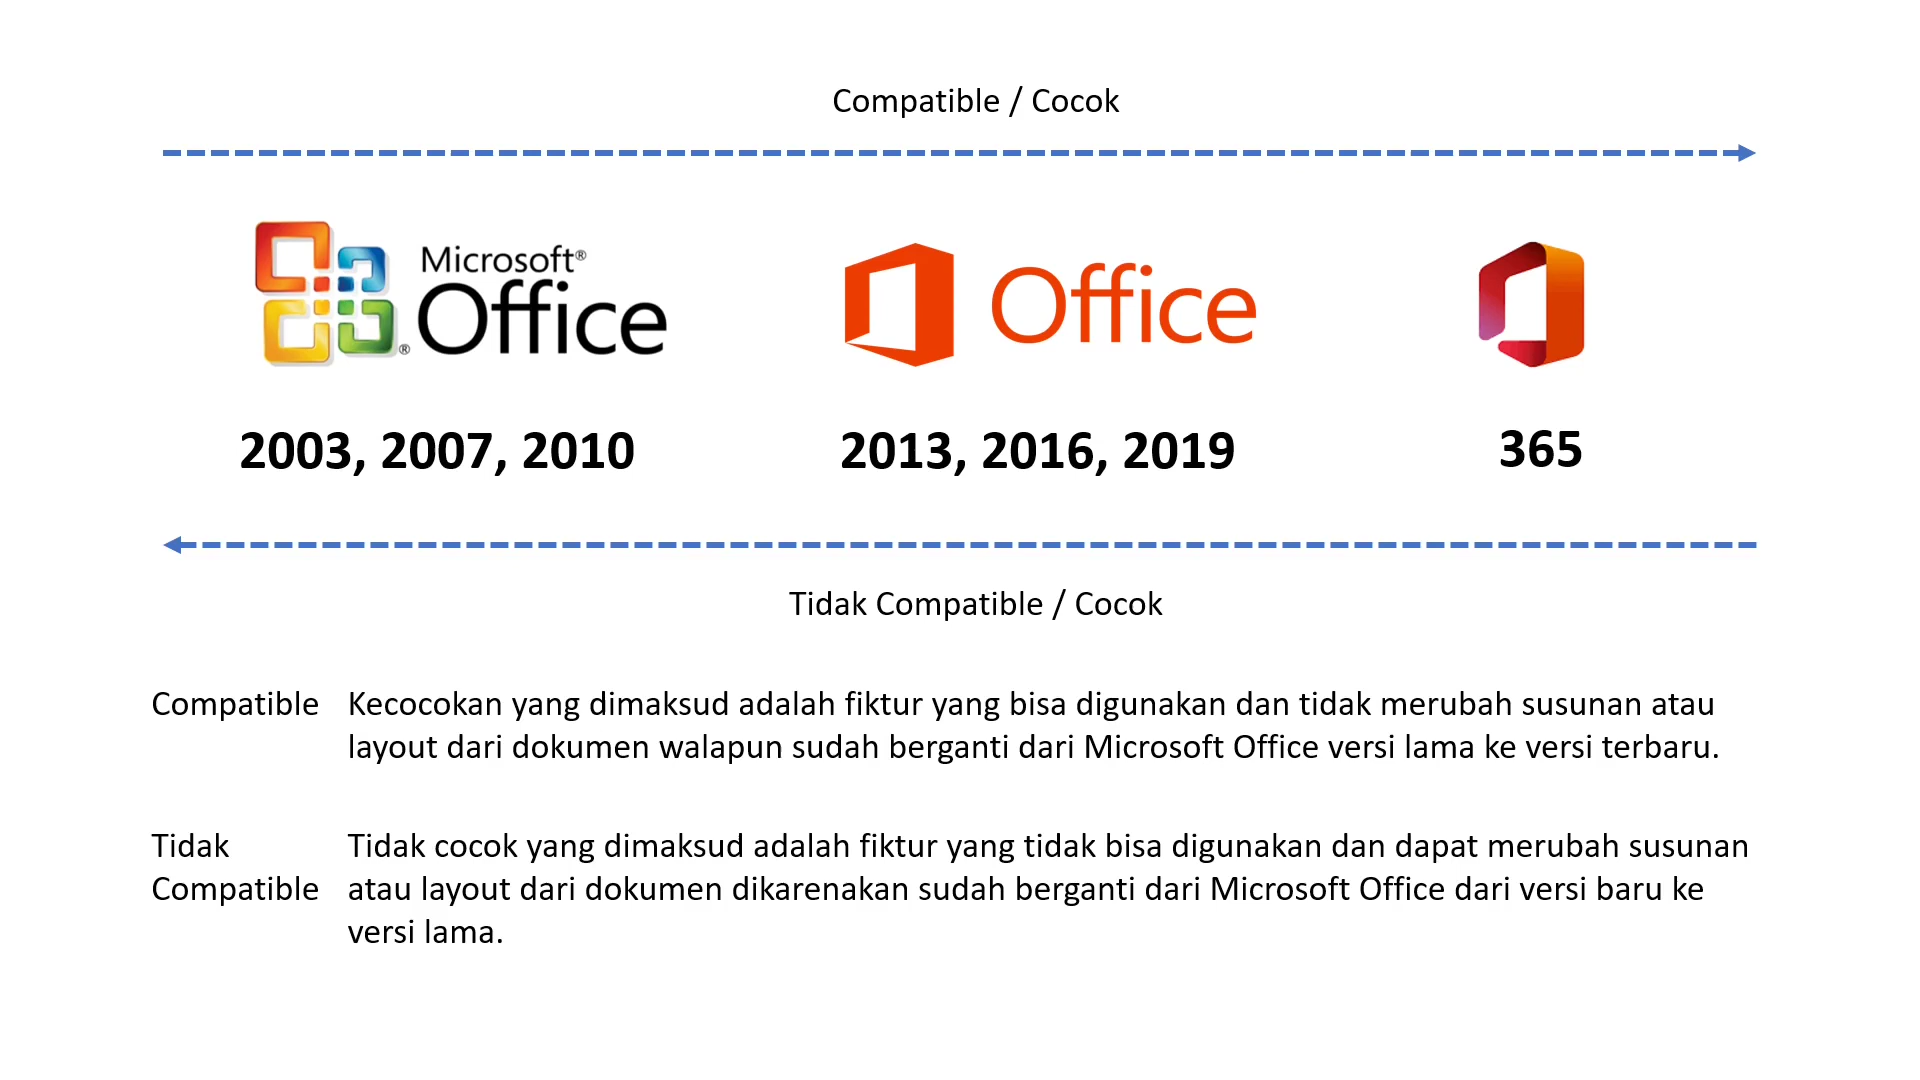 Compatible / Cocok
Microsoft®
Office
®
Office
2003, 2007, 2010
2013, 2016, 2019
365
Tidak Compatible / Cocok
Compatible
Kecocokan yang dimaksud adalah fiktur yang bisa digunakan dan tidak merubah susunan atau
layout dari dokumen walapun sudah berganti dari Microsoft Office versi lama ke versi terbaru.
Tidak
Compatible
Tidak cocok yang dimaksud adalah fiktur yang tidak bisa digunakan dan dapat merubah susunan
atau layout dari dokumen dikarenakan sudah berganti dari Microsoft Office dari versi baru ke
versi lama.